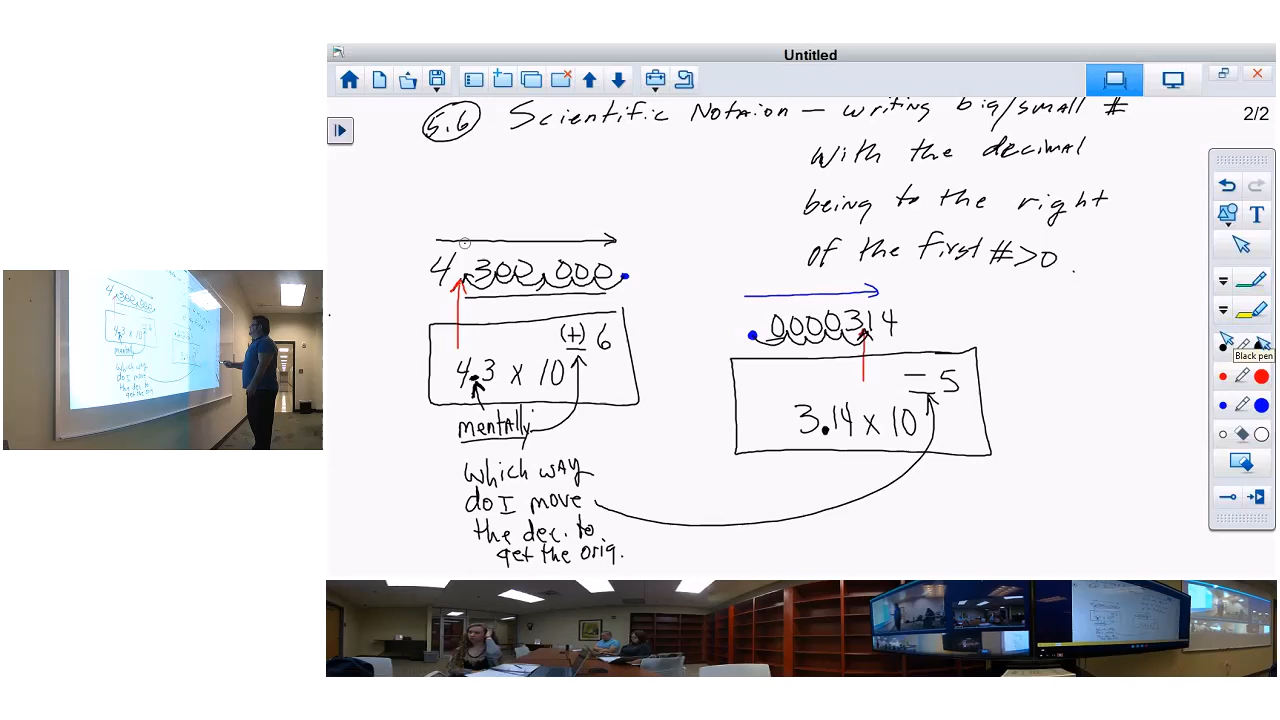 Untitled
2/2
5.6 Scientific Notaion — writing big/small #
with the decimal
being to the right
of the first # > 0.
4,300,000.
.0000314
4.3 x 10 (+) 6
3.14 x 10 – 5
mentally
Which way
do I move
the dec. to
get the orig.
Black pen
T